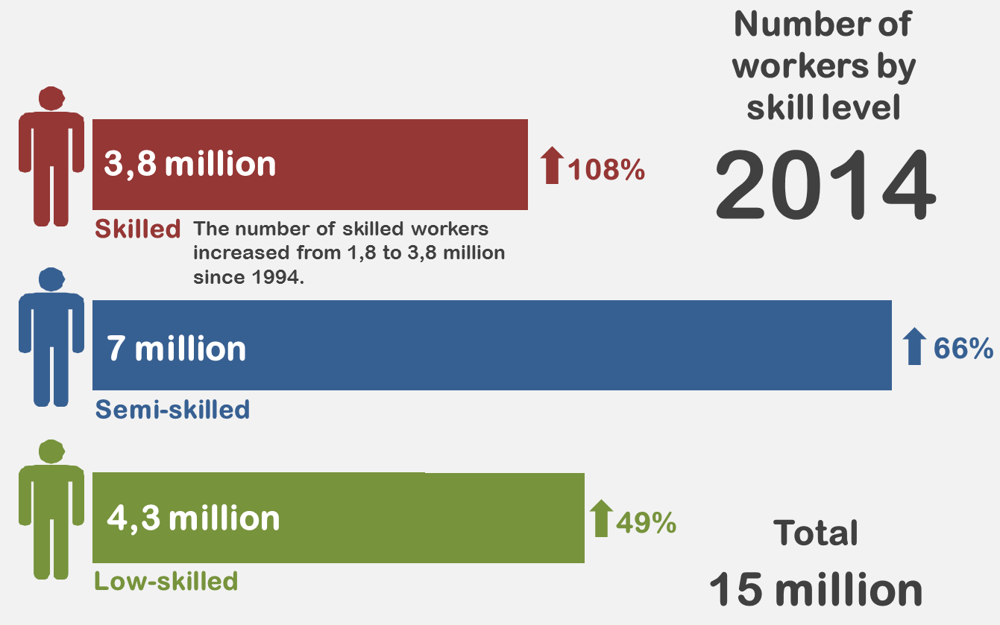 Number of
workers by
skill level
2014
3,8 million
108%
Skilled
The number of skilled workers
increased from 1,8 to 3,8 million
since 1994.
7 million
66%
Semi-skilled
4,3 million
49%
Low-skilled
Total
15 million